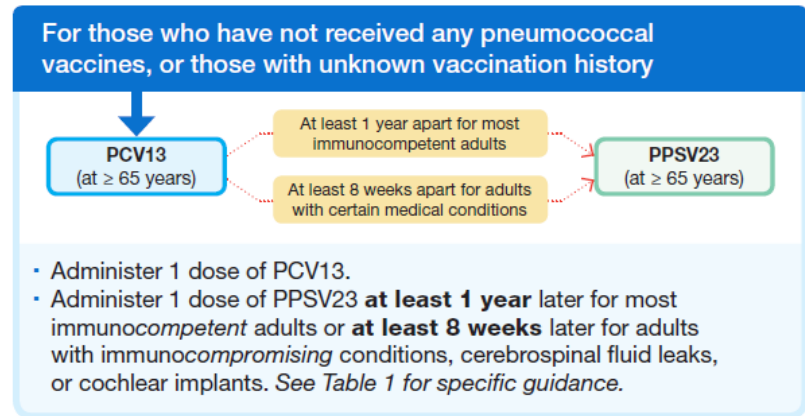 For those who have not received any pneumococcal
vaccines, or those with unknown vaccination history
PCV13
(at ≥ 65 years)
At least 1 year apart for most
immunocompetent adults
At least 8 weeks apart for adults
with certain medical conditions
PPSV23
(at ≥ 65 years)
▪ Administer 1 dose of PCV13.
▪ Administer 1 dose of PPSV23 at least 1 year later for most
immunocompetent adults or at least 8 weeks later for adults
with immunocompromising conditions, cerebrospinal fluid leaks,
or cochlear implants. See Table 1 for specific guidance.